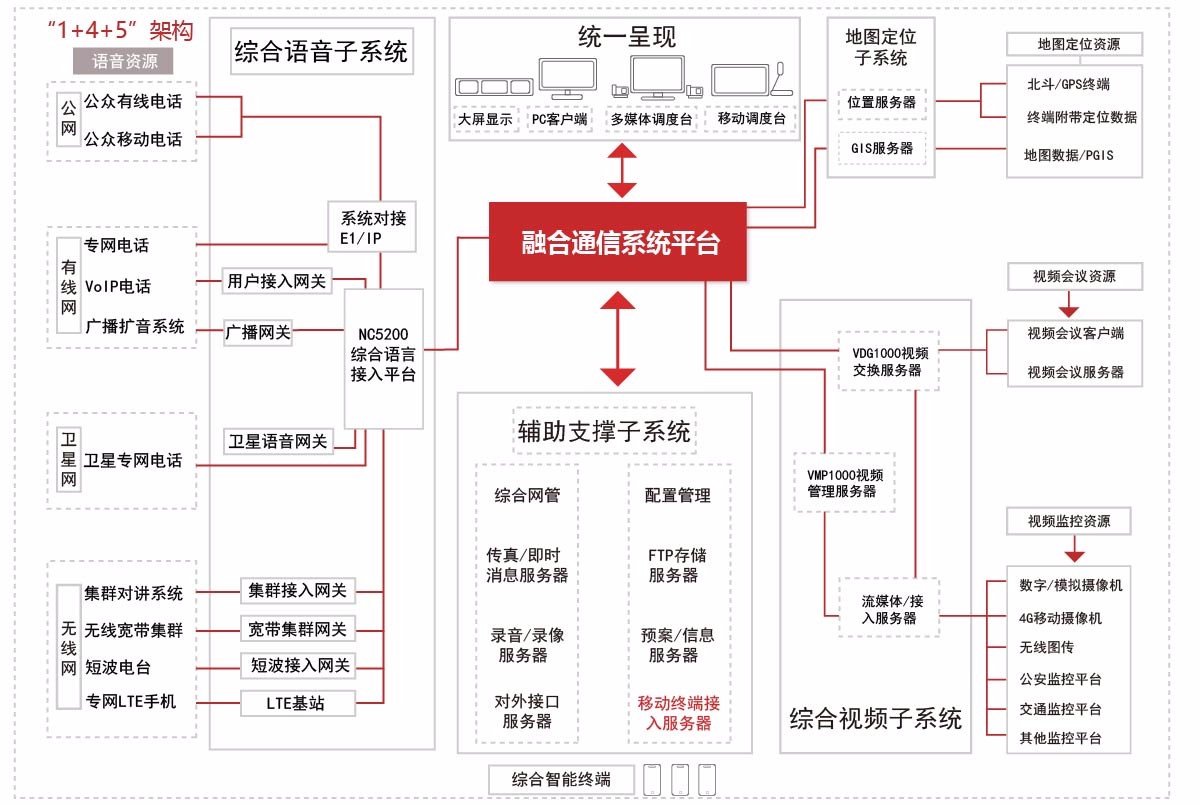 “1+4+5”架构
语音资源
公网
公众有线电话
公众移动电话
有线网
专网电话
VoIP电话
广播扩音系统
卫星网
卫星专网电话
无线网
集群对讲系统
无线宽带集群
短波电台
专网LTE手机
综合语音子系统
系统对接
E1/IP
用户接入网关
广播网关
NC5200
综合语言
接入平台
卫星语音网关
集群接入网关
宽带集群网关
短波接入网关
LTE基站
统一呈现
大屏显示
PC客户端
多媒体调度台
移动调度台
融合通信系统平台
辅助支撑子系统
综合网管
传真/即时
消息服务器
录音/录像
服务器
对外接口
服务器
配置管理
FTP存储
服务器
预案/信息
服务器
移动终端接
入服务器
综合智能终端
地图定位
子系统
位置服务器
GIS服务器
地图定位资源
北斗/GPS终端
终端附带定位数据
地图数据/PGIS
视频会议资源
视频会议客户端
视频会议服务器
VDG1000视频
交换服务器
VMP1000视频
管理服务器
流媒体/接
入服务器
综合视频子系统
视频监控资源
数字/模拟摄像机
4G移动摄像机
无线图传
公安监控平台
交通监控平台
其他监控平台